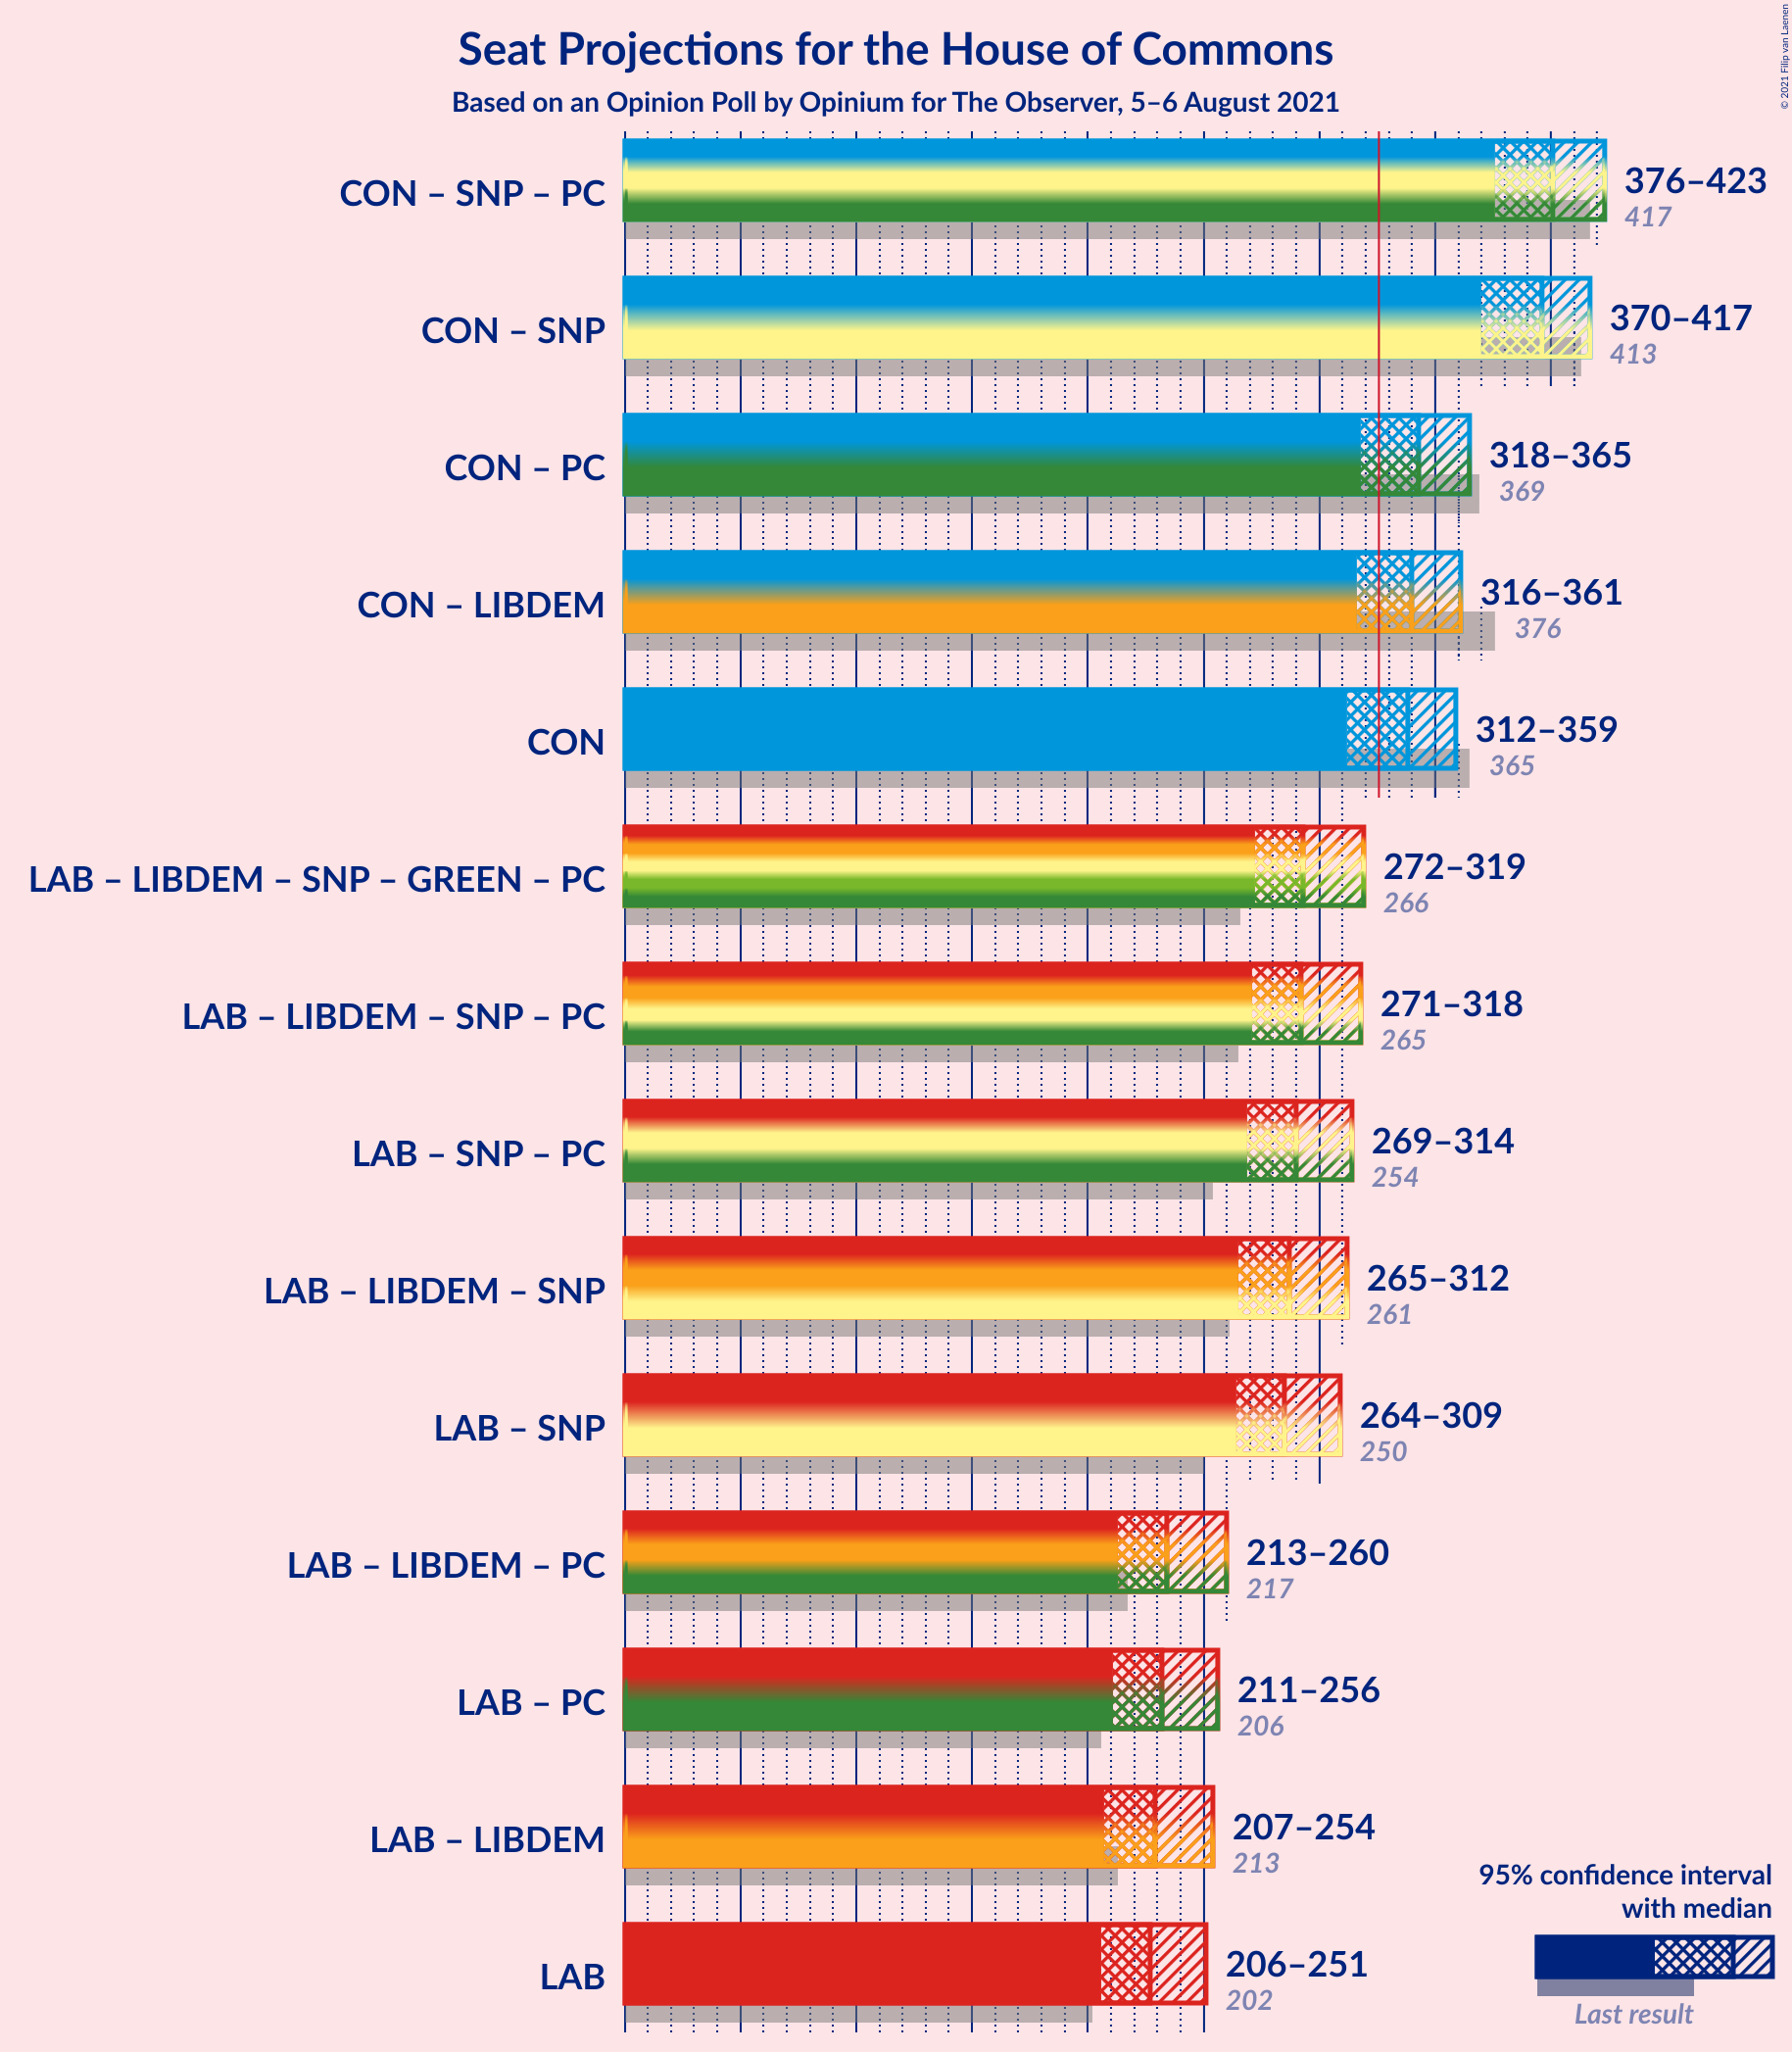 Seat Projections for the House of Commons
Based on an Opinion Poll by Opinium for The Observer, 5–6 August 2021
© 2021 Filip van Laenen
CON – SNP – PC
376–423
417
CON – SNP
370–417
413
CON – PC
318–365
369
CON – LIBDEM
316–361
376
CON
312–359
365
LAB – LIBDEM – SNP – GREEN – PC
272–319
266
LAB – LIBDEM – SNP – PC
271–318
265
LAB – SNP – PC
269–314
254
LAB – LIBDEM – SNP
265–312
261
LAB – SNP
264–309
250
LAB – LIBDEM – PC
213–260
217
LAB – PC
211–256
206
LAB – LIBDEM
207–254
213
LAB
206–251
202
95% confidence interval
with median
Last result